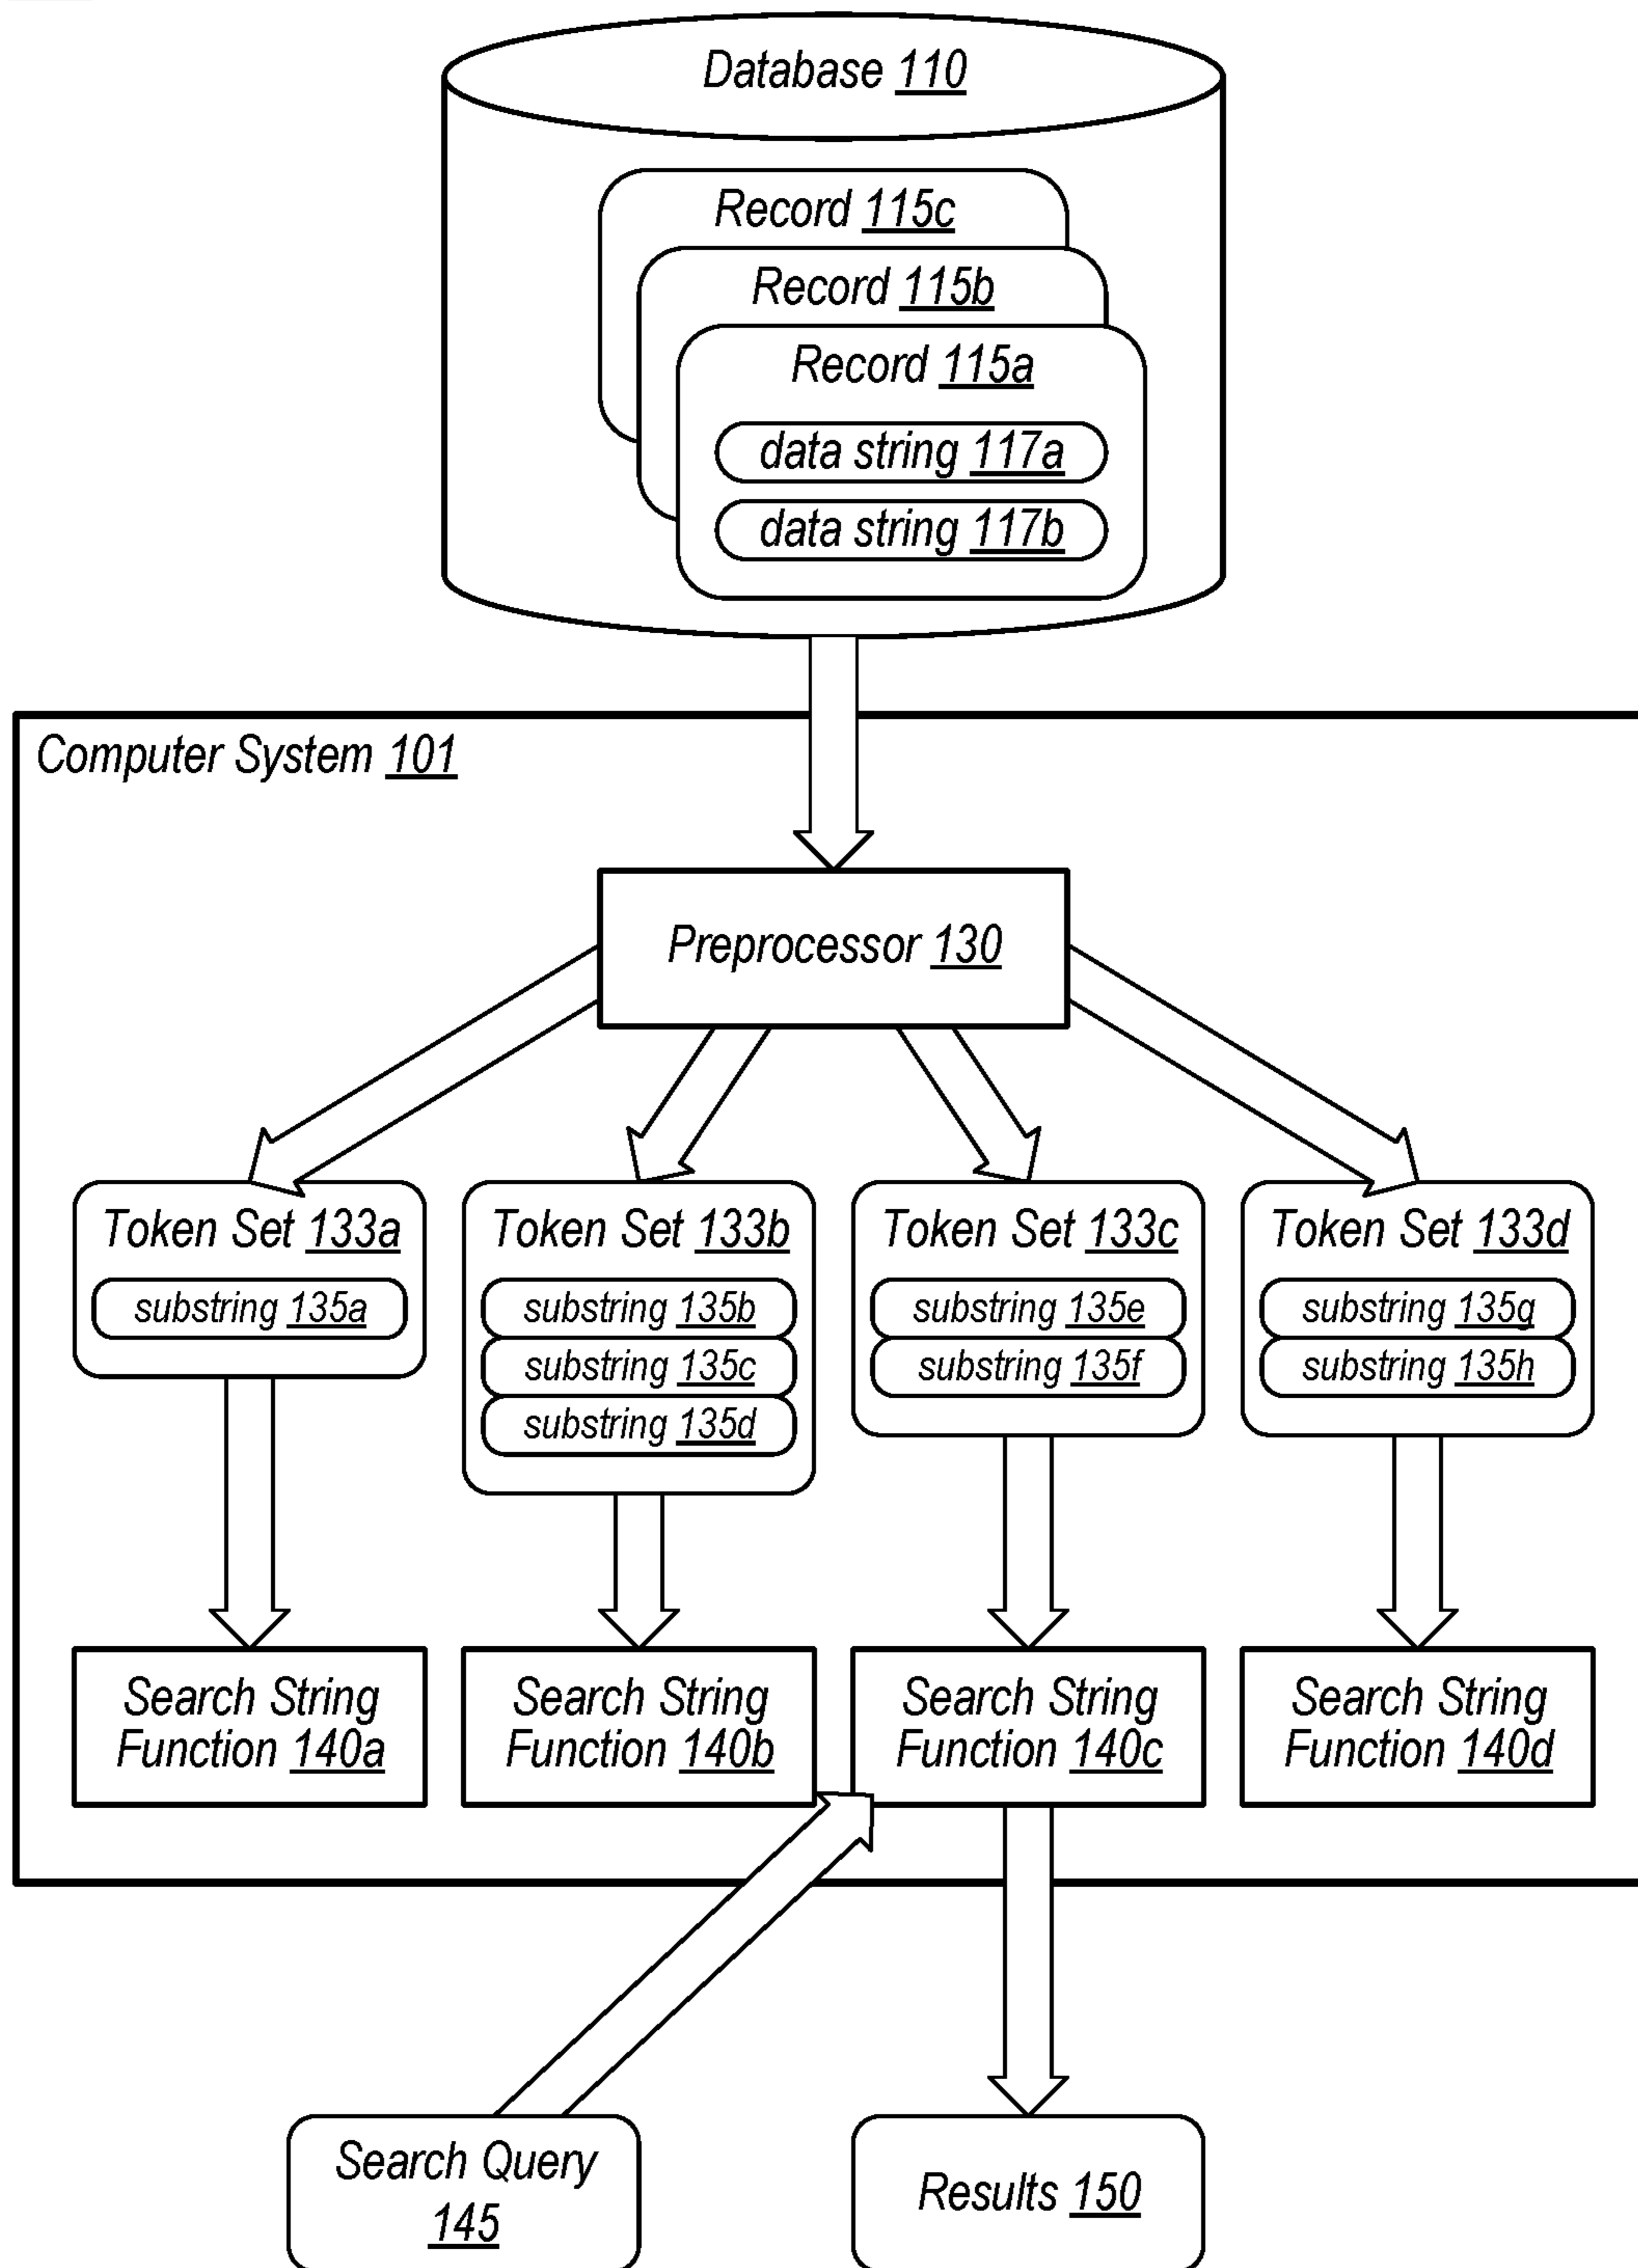 Database 110
Record 115c
Record 115b
Record 115a
data string 117a
data string 117b
Computer System 101
Preprocessor 130
Token Set 133a
substring 135a
Token Set 133b
substring 135b
substring 135c
substring 135d
Token Set 133c
substring 135e
substring 135f
Token Set 133d
substring 135g
substring 135h
Search String
Function 140a
Search String
Function 140b
Search String
Function 140c
Search String
Function 140d
Search Query
145
Results 150